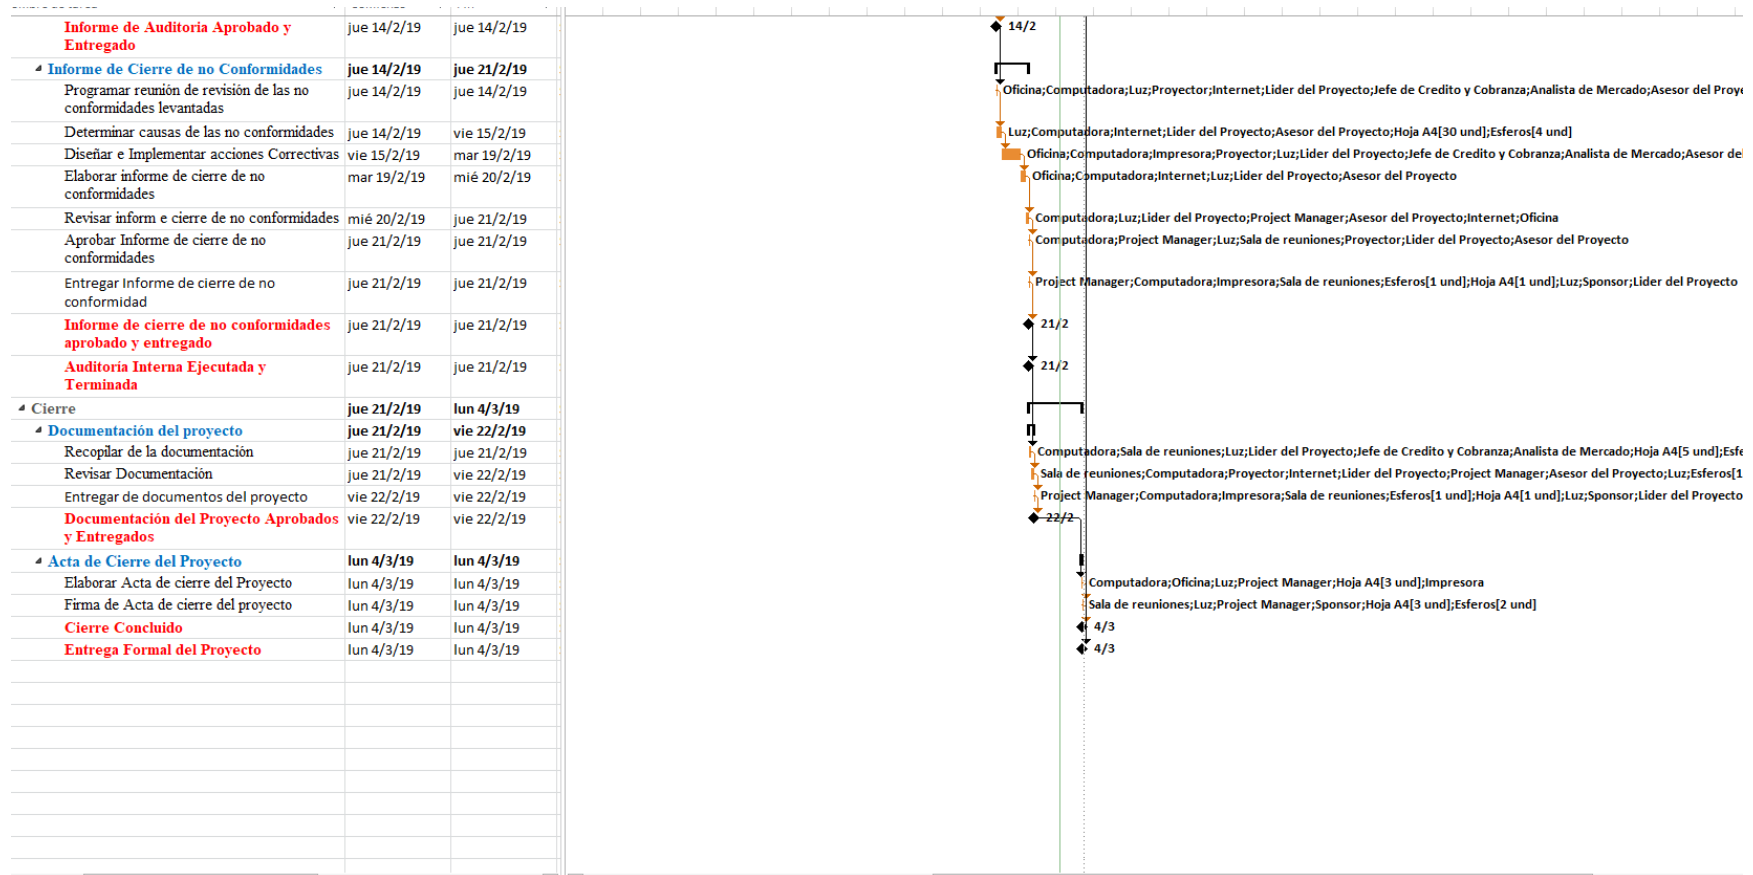 Informe de Auditoria Aprobado y
Entregado
jue 14/2/19 jue 14/2/19
14/2
Informe de Cierre de no Conformidades jue 14/2/19 jue 21/2/19
Programar reunión de revisión de las no
conformidades levantadas
jue 14/2/19 jue 14/2/19
Oficina;Computadora;Luz;Proyector;Internet;Lider del Proyecto;Jefe de Credito y Cobranza;Analista de Mercado;Asesor del Proye
Determinar causas de las no conformidades jue 14/2/19 vie 15/2/19
Luz;Computadora;Internet;Lider del Proyecto;Asesor del Proyecto;Hoja A4[30 und];Esferos[4 und]
Diseñar e Implementar acciones Correctivas vie 15/2/19 mar 19/2/19
Oficina;Computadora;Impresora;Proyector;Luz;Lider del Proyecto;Jefe de Credito y Cobranza;Analista de Mercado;Asesor de
Elaborar informe de cierre de no
conformidades
mar 19/2/19 mié 20/2/19
Oficina;Computadora;Internet;Luz;Lider del Proyecto;Asesor del Proyecto
Revisar inform e cierre de no conformidades mié 20/2/19 jue 21/2/19
Computadora;Luz;Lider del Proyecto;Project Manager;Asesor del Proyecto;Internet;Oficina
Aprobar Informe de cierre de no
conformidades
jue 21/2/19 jue 21/2/19
Computadora;Project Manager;Luz;Sala de reuniones;Proyector;Lider del Proyecto;Asesor del Proyecto
Entregar Informe de cierre de no
conformidad
jue 21/2/19 jue 21/2/19
Project Manager;Computadora;Impresora;Sala de reuniones;Esferos[1 und];Hoja A4[1 und];Luz;Sponsor;Lider del Proyecto
Informe de cierre de no conformidades
aprobado y entregado
jue 21/2/19 jue 21/2/19
21/2
Auditoría Interna Ejecutada y
Terminada
jue 21/2/19 jue 21/2/19
21/2
Cierre jue 21/2/19 lun 4/3/19
Documentación del proyecto jue 21/2/19 vie 22/2/19
Recopilar de la documentación jue 21/2/19 jue 21/2/19
Computadora;Sala de reuniones;Luz;Lider del Proyecto;Jefe de Credito y Cobranza;Analista de Mercado;Hoja A4[5 und];Esfe
Revisar Documentación jue 21/2/19 vie 22/2/19
Sala de reuniones;Computadora;Proyector;Internet;Lider del Proyecto;Project Manager;Asesor del Proyecto;Luz;Esferos[1
Entregar de documentos del proyecto vie 22/2/19 vie 22/2/19
Project Manager;Computadora;Impresora;Sala de reuniones;Esferos[1 und];Hoja A4[1 und];Luz;Sponsor;Lider del Proyecto
Documentación del Proyecto Aprobados
y Entregados
vie 22/2/19 vie 22/2/19
22/2
Acta de Cierre del Proyecto lun 4/3/19 lun 4/3/19
Elaborar Acta de cierre del Proyecto lun 4/3/19 lun 4/3/19
Computadora;Oficina;Luz;Project Manager;Hoja A4[3 und];Impresora
Firma de Acta de cierre del proyecto lun 4/3/19 lun 4/3/19
Sala de reuniones;Luz;Project Manager;Sponsor;Hoja A4[3 und];Esferos[2 und]
Cierre Concluido lun 4/3/19 lun 4/3/19
4/3
Entrega Formal del Proyecto lun 4/3/19 lun 4/3/19
4/3